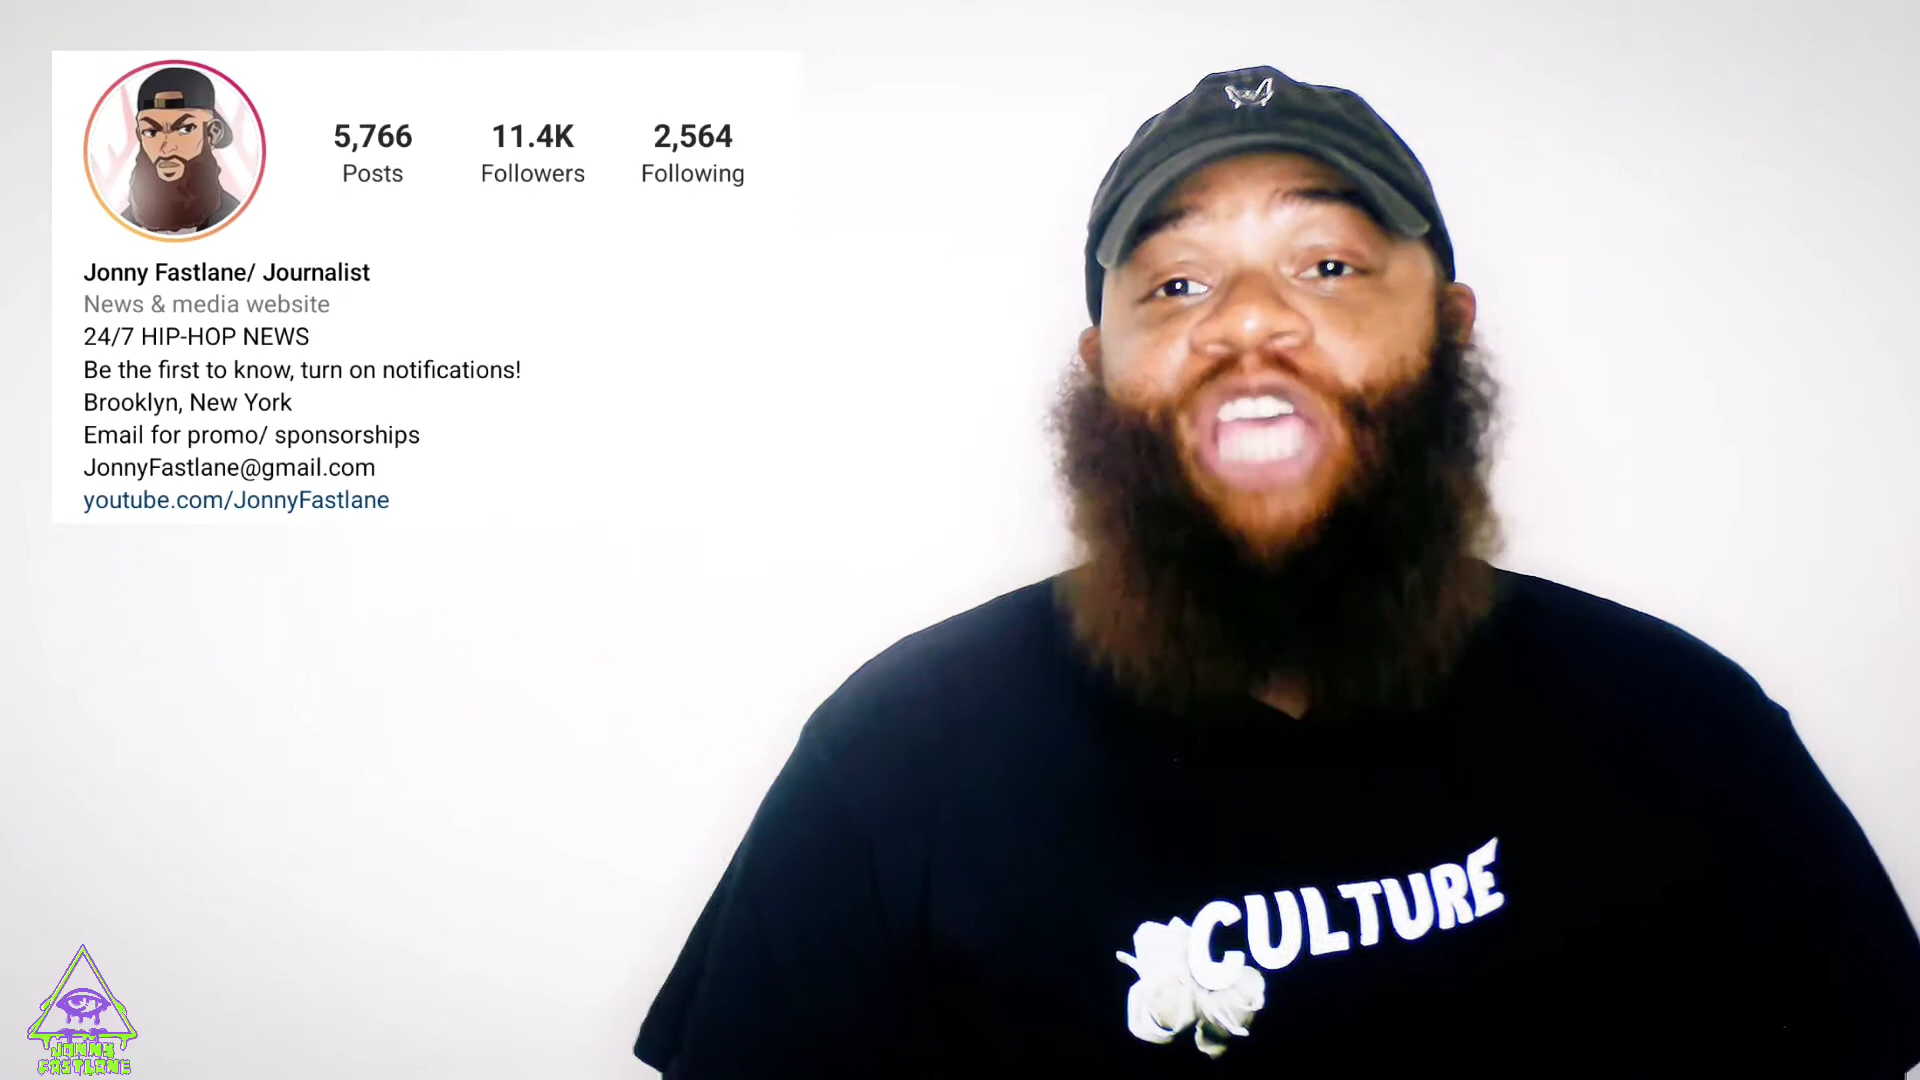 5,766 11.4K 2,564
Posts Followers Following
Jonny Fastlane/ Journalist
News & media website
24/7 HIP-HOP NEWS
Be the first to know, turn on notifications!
Brooklyn, New York
Email for promo/ sponsorships
JonnyFastlane@gmail.com
youtube.com/JonnyFastlane
CULTURE
JONNY
FASTLANE